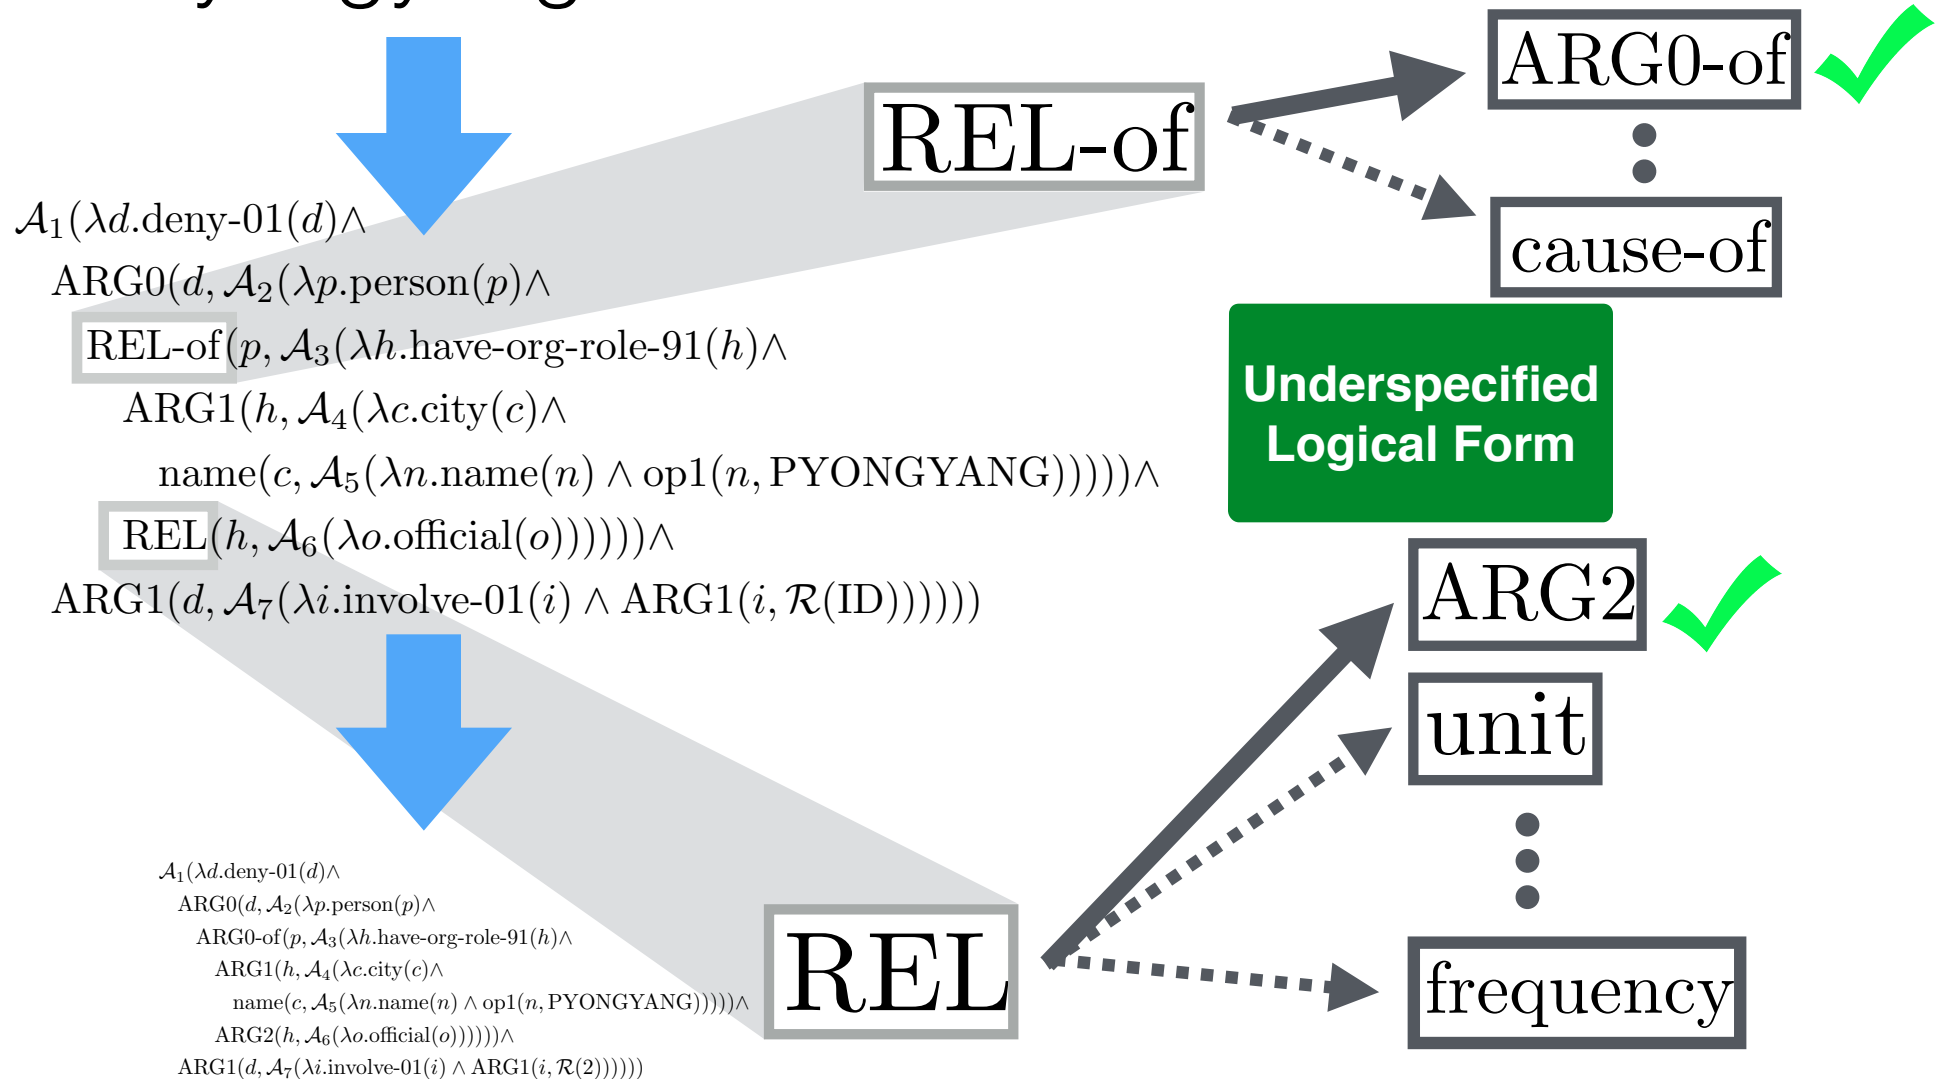 𝒜₁(λd.deny-01(d)∧
ARG0(d, 𝒜₂(λp.person(p)∧
REL-of(p, 𝒜₃(λh.have-org-role-91(h)∧
ARG1(h, 𝒜₄(λc.city(c)∧
name(c, 𝒜₅(λn.name(n) ∧ op1(n, PYONGYANG)))))∧
REL(h, 𝒜₆(λo.official(o))))))∧
ARG1(d, 𝒜₇(λi.involve-01(i) ∧ ARG1(i, ℛ(ID))))))
REL-of
ARG0-of
cause-of
Underspecified
Logical Form
ARG2
unit
frequency
REL
𝒜₁(λd.deny-01(d)∧
ARG0(d, 𝒜₂(λp.person(p)∧
ARG0-of(p, 𝒜₃(λh.have-org-role-91(h)∧
ARG1(h, 𝒜₄(λc.city(c)∧
name(c, 𝒜₅(λn.name(n) ∧ op1(n, PYONGYANG)))))∧
ARG2(h, 𝒜₆(λo.official(o))))))∧
ARG1(d, 𝒜₇(λi.involve-01(i) ∧ ARG1(i, ℛ(2))))))